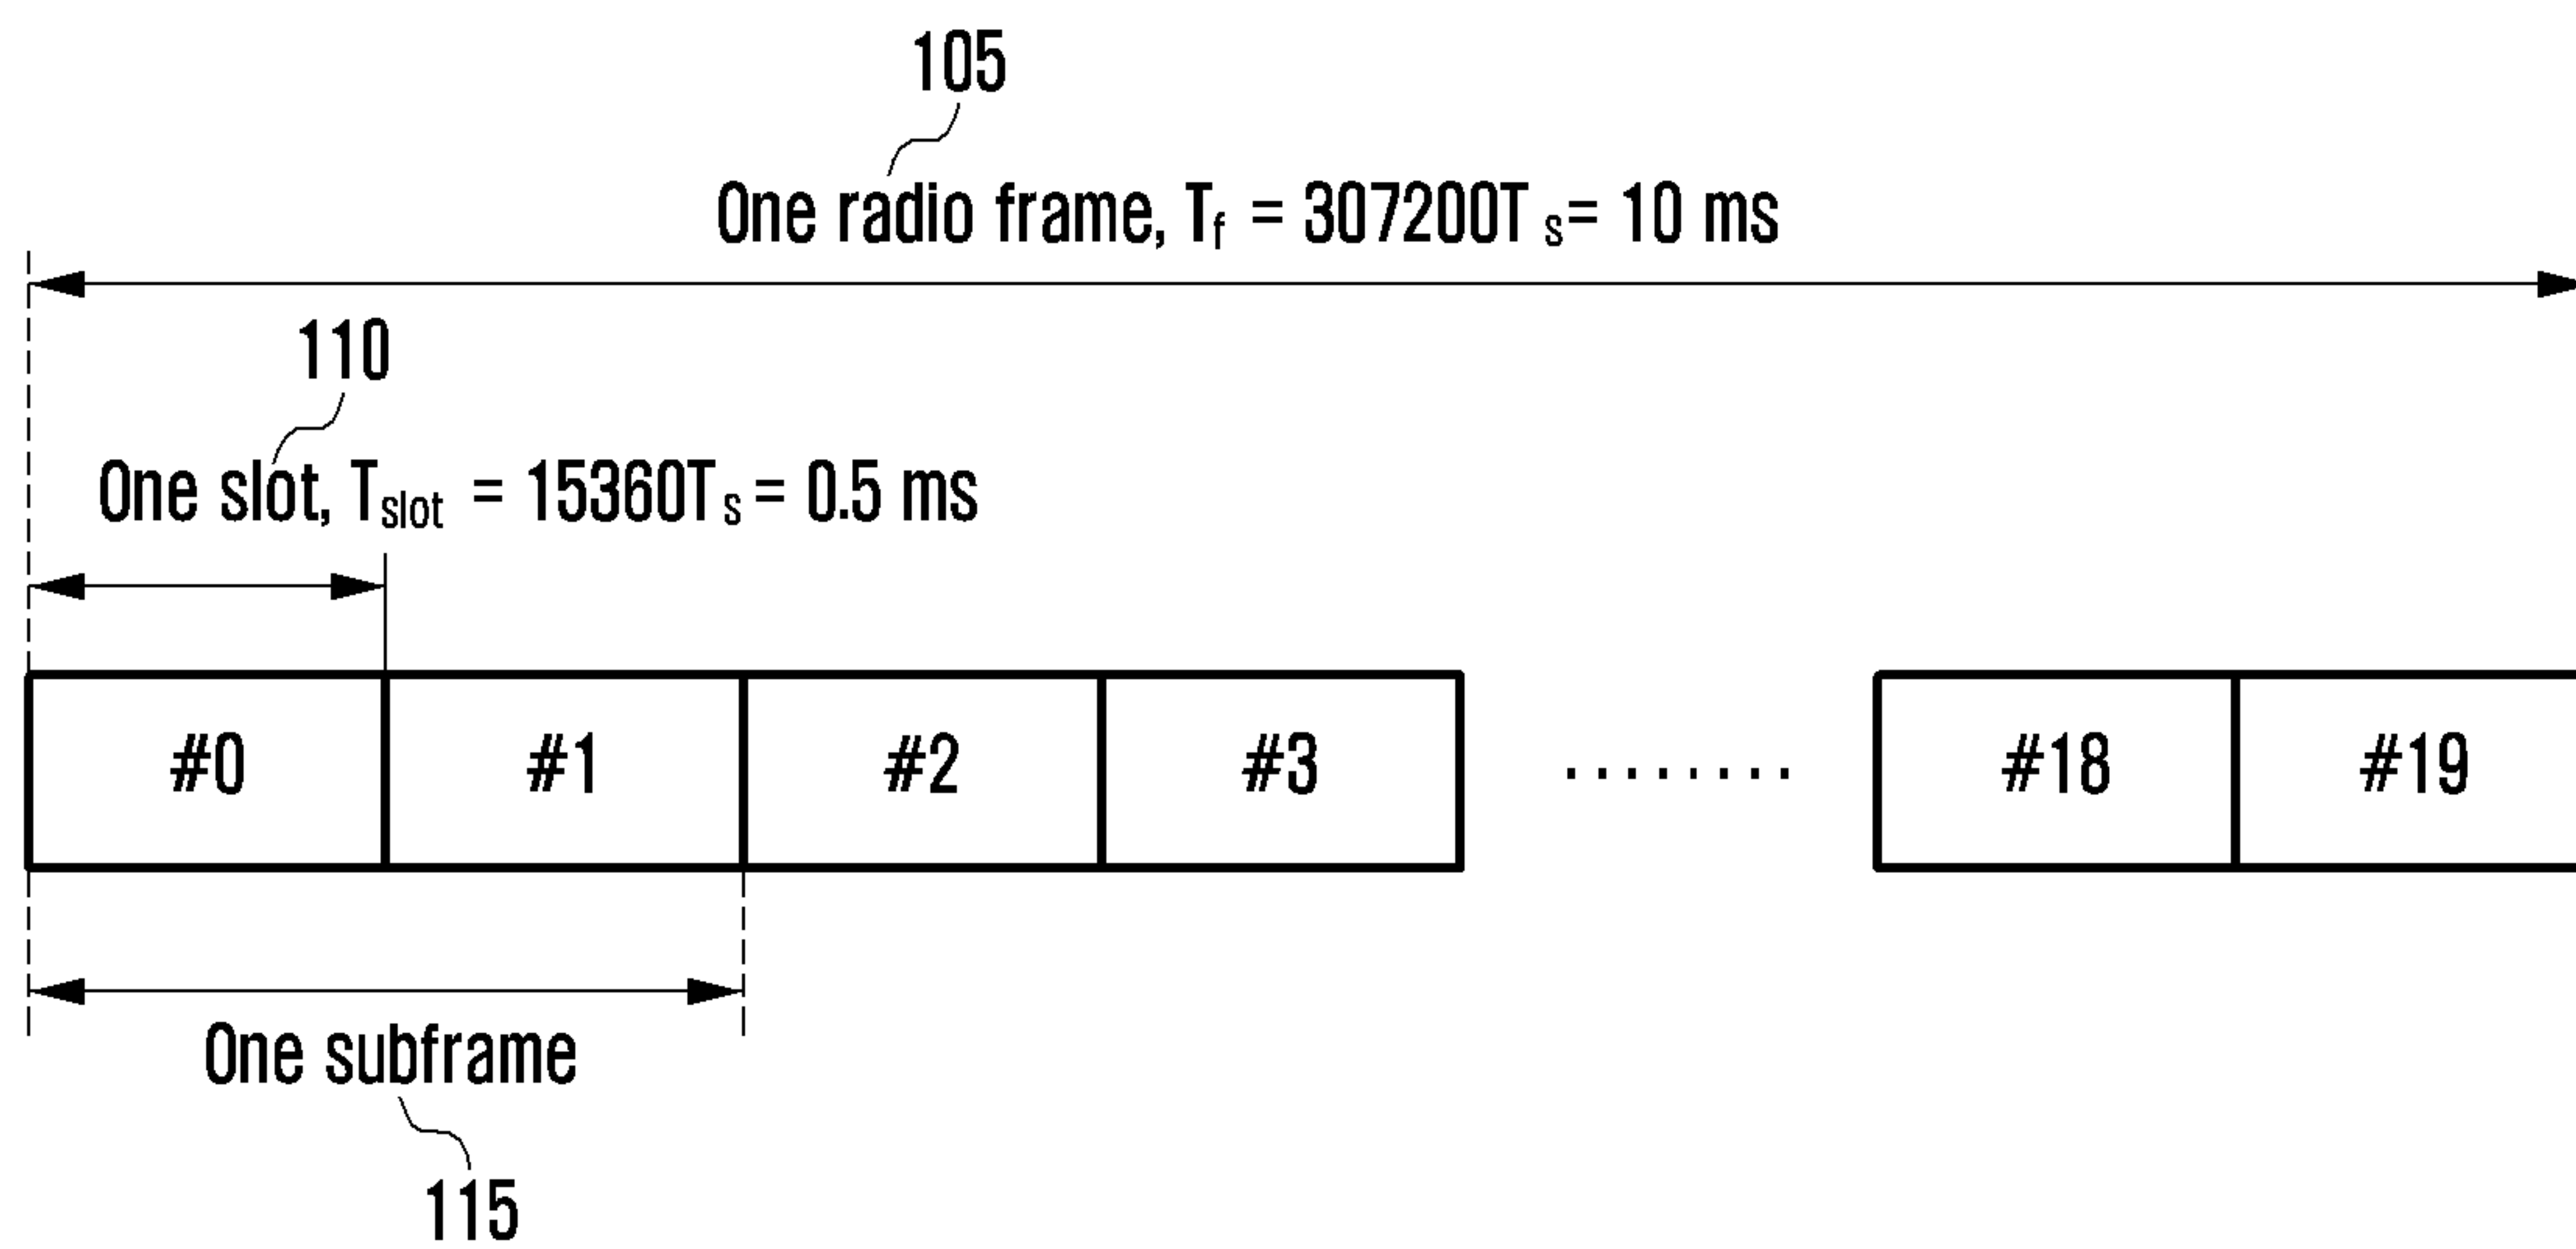 105
One radio frame, Tf = 307200Ts = 10 ms
110
One slot, Tslot = 15360Ts = 0.5 ms
#0 #1 #2 #3 ........ #18 #19
One subframe
115